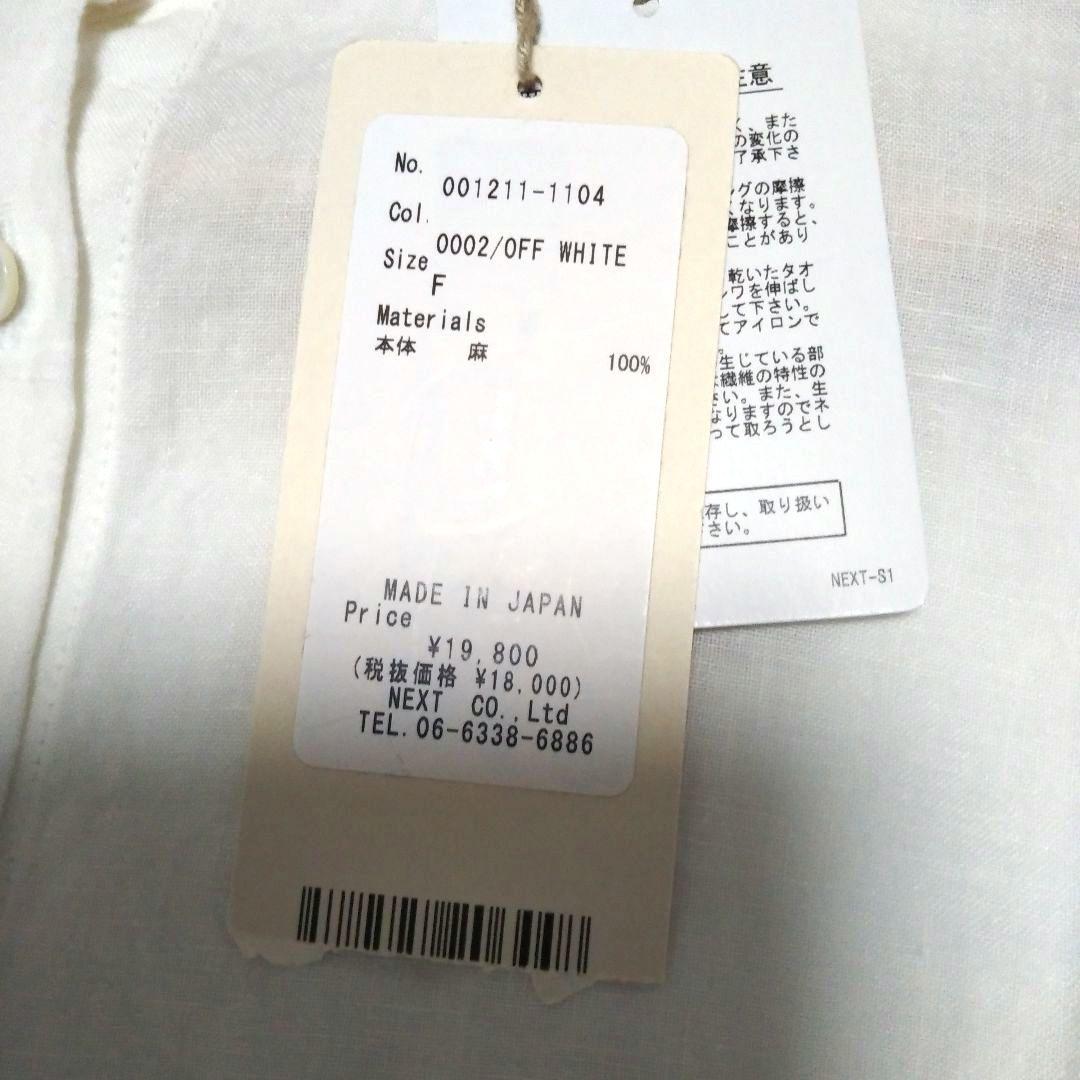 No.
001211-1104
Col.
0002/OFF WHITE
Size
F
Materials
本体 麻 100%
MADE IN JAPAN
Price
¥19,800
(税抜価格 ¥18,000)
NEXT CO.,Ltd
TEL.06-6338-6886
意
、また
の変化の
了承下さ
グの摩擦
くなります。
摩擦すると、
ことがあり
乾いたタオ
シワを伸ばし
して下さい。
てアイロンで
生じている部
繊維の特性の
さい。また、生
なりますのでネ
って取ろうとし
存し、取り扱い
さい。
NEXT-S1